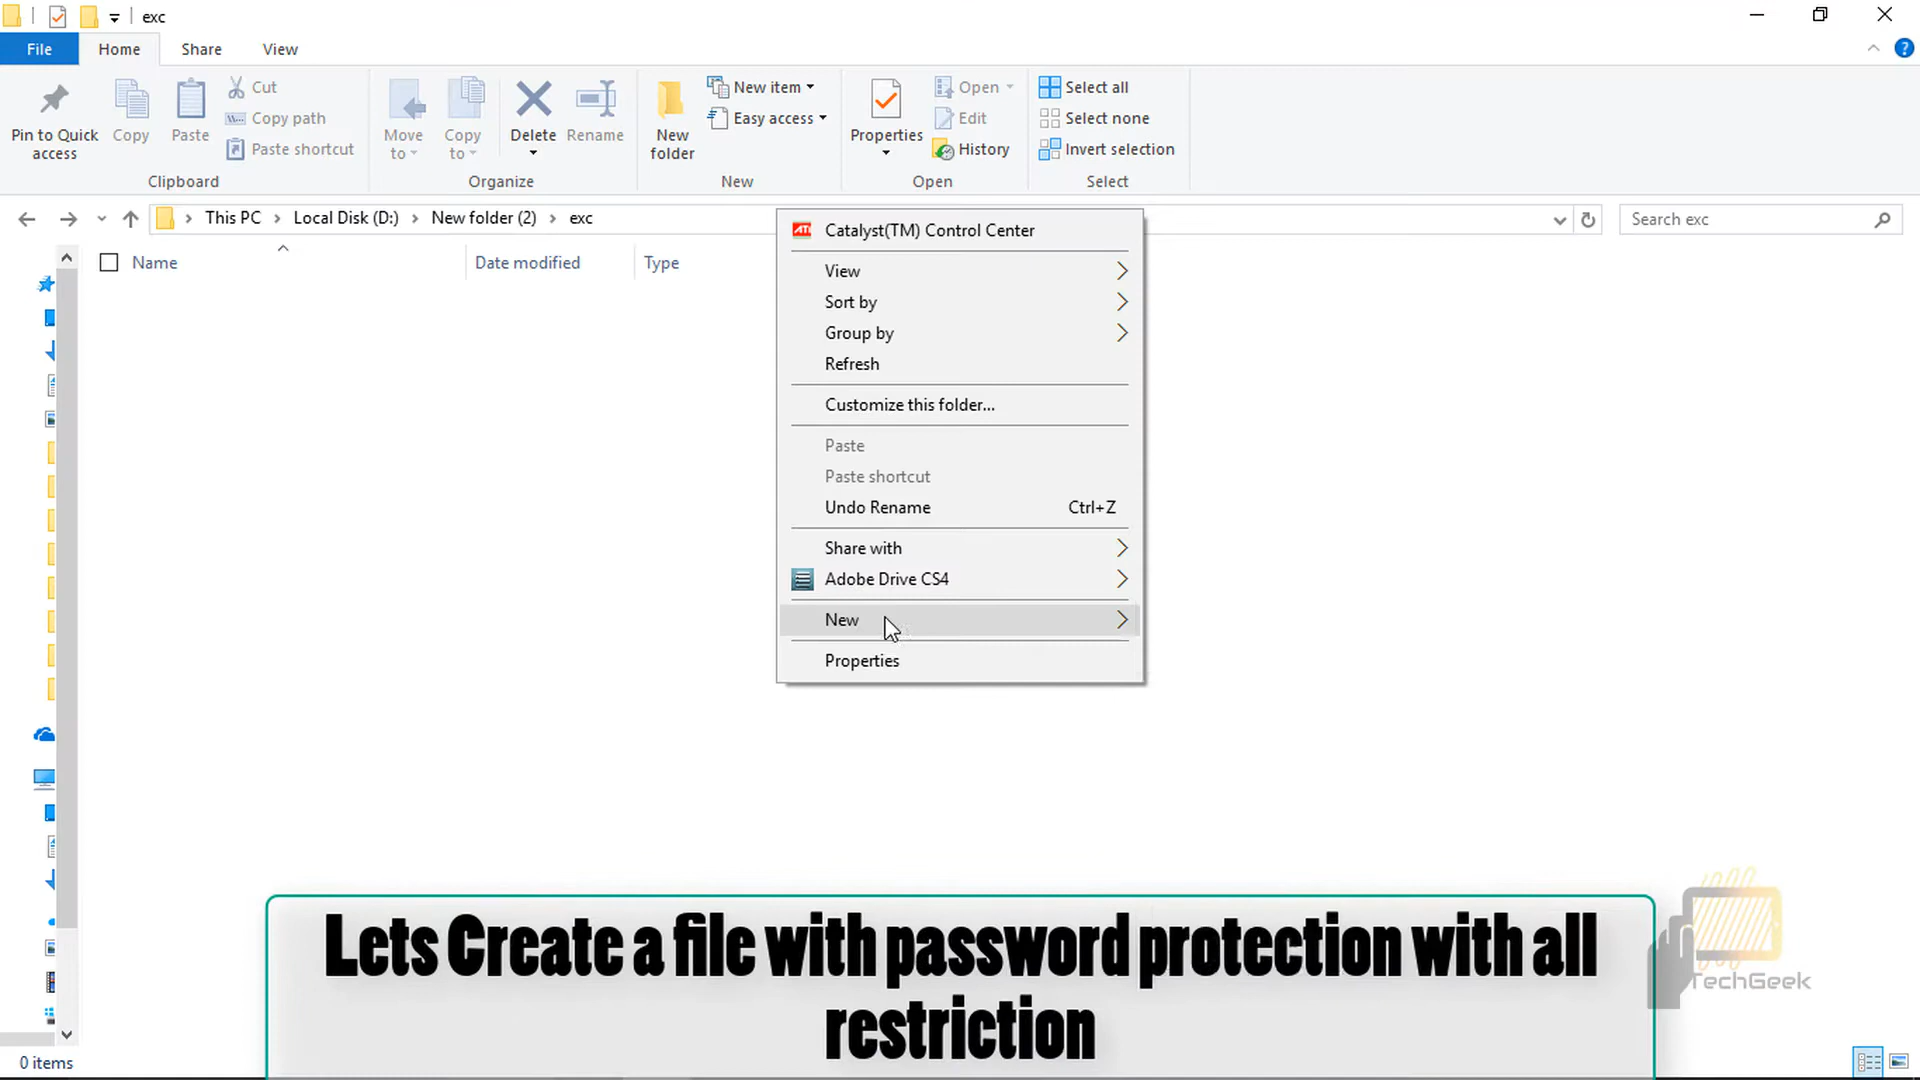 exc
File Home Share View
Pin to Quick access
Copy
Paste
Cut
Copy path
Paste shortcut
Clipboard
Move to
Copy to
Delete
Rename
Organize
New folder
New item
Easy access
New
Properties
Open
Edit
History
Open
Select all
Select none
Invert selection
Select
This PC Local Disk (D:) New folder (2) exc
Search exc
Name Date modified Type
Catalyst(TM) Control Center
View
Sort by
Group by
Refresh
Customize this folder...
Paste
Paste shortcut
Undo Rename Ctrl+Z
Share with
Adobe Drive CS4
New
Properties
Lets Create a file with password protection with all
restriction
TechGeek
0 items